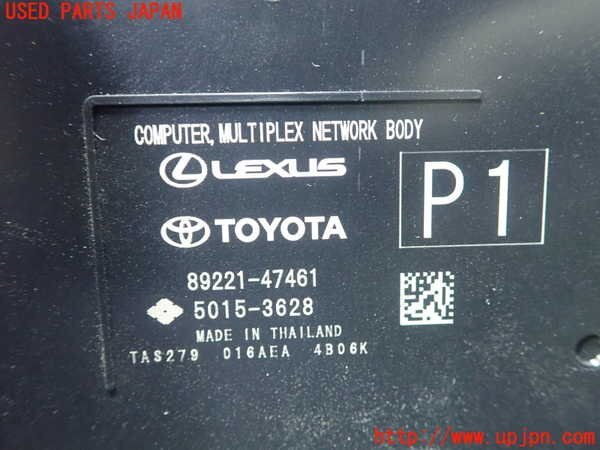 USED PARTS JAPAN
COMPUTER, MULTIPLEX NETWORK BODY
LEXUS
TOYOTA
P1
89221-47461
5015-3628
MADE IN THAILAND
TAS279 016AEA 4B06K
http://www.upjpn.com/